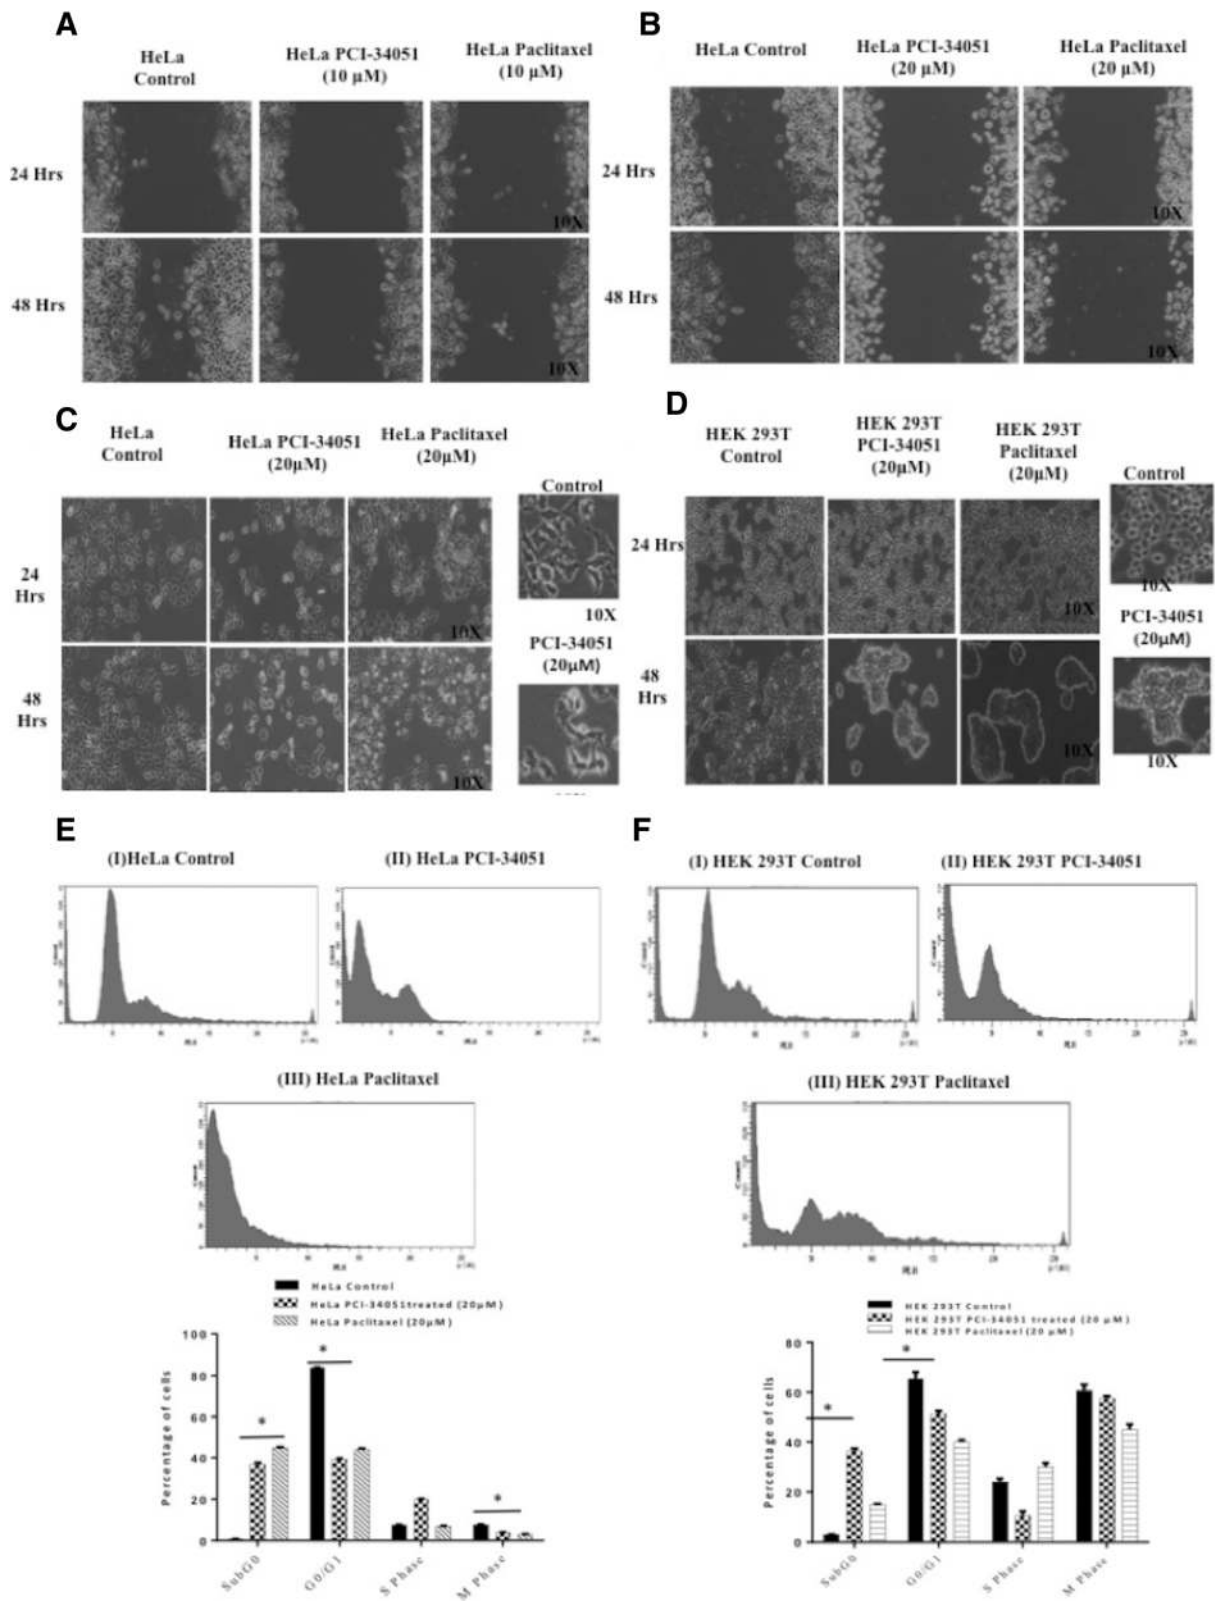 A
HeLa
Control
HeLa PCI-34051
(10 µM)
HeLa Paclitaxel
(10 µM)
24 Hrs
10X
48 Hrs
10X
B
HeLa Control
HeLa PCI-34051
(20 µM)
HeLa Paclitaxel
(20 µM)
24 Hrs
10X
48 Hrs
10X
C
HeLa
Control
HeLa PCI-34051
(20µM)
HeLa Paclitaxel
(20µM)
Control
24
Hrs
10X
10X
PCI-34051
(20µM)
48
Hrs
10X
D
HEK 293T
Control
HEK 293T
PCI-34051
(20µM)
HEK 293T
Paclitaxel
(20µM)
Control
24 Hrs
10X
10X
PCI-34051
(20µM)
48
Hrs
10X
10X
E
(I)HeLa Control
(II) HeLa PCI-34051
(III) HeLa Paclitaxel
HeLa Control
HeLa PCI-34051treated (20µM)
HeLa Paclitaxel (20µM)
Percentage of cells
100
80
60
40
20
0
*
*
*
SubG0
G0/G1
S Phase
M Phase
F
(I) HEK 293T Control
(II) HEK 293T PCI-34051
(III) HEK 293T Paclitaxel
HEK 293T Control
HEK 293T PCI-34051 treated (20 µM)
HEK 293T Paclitaxel (20 µM)
Percentage of cells
80
60
40
20
0
*
*
SubG0
G0/G1
S Phase
M Phase